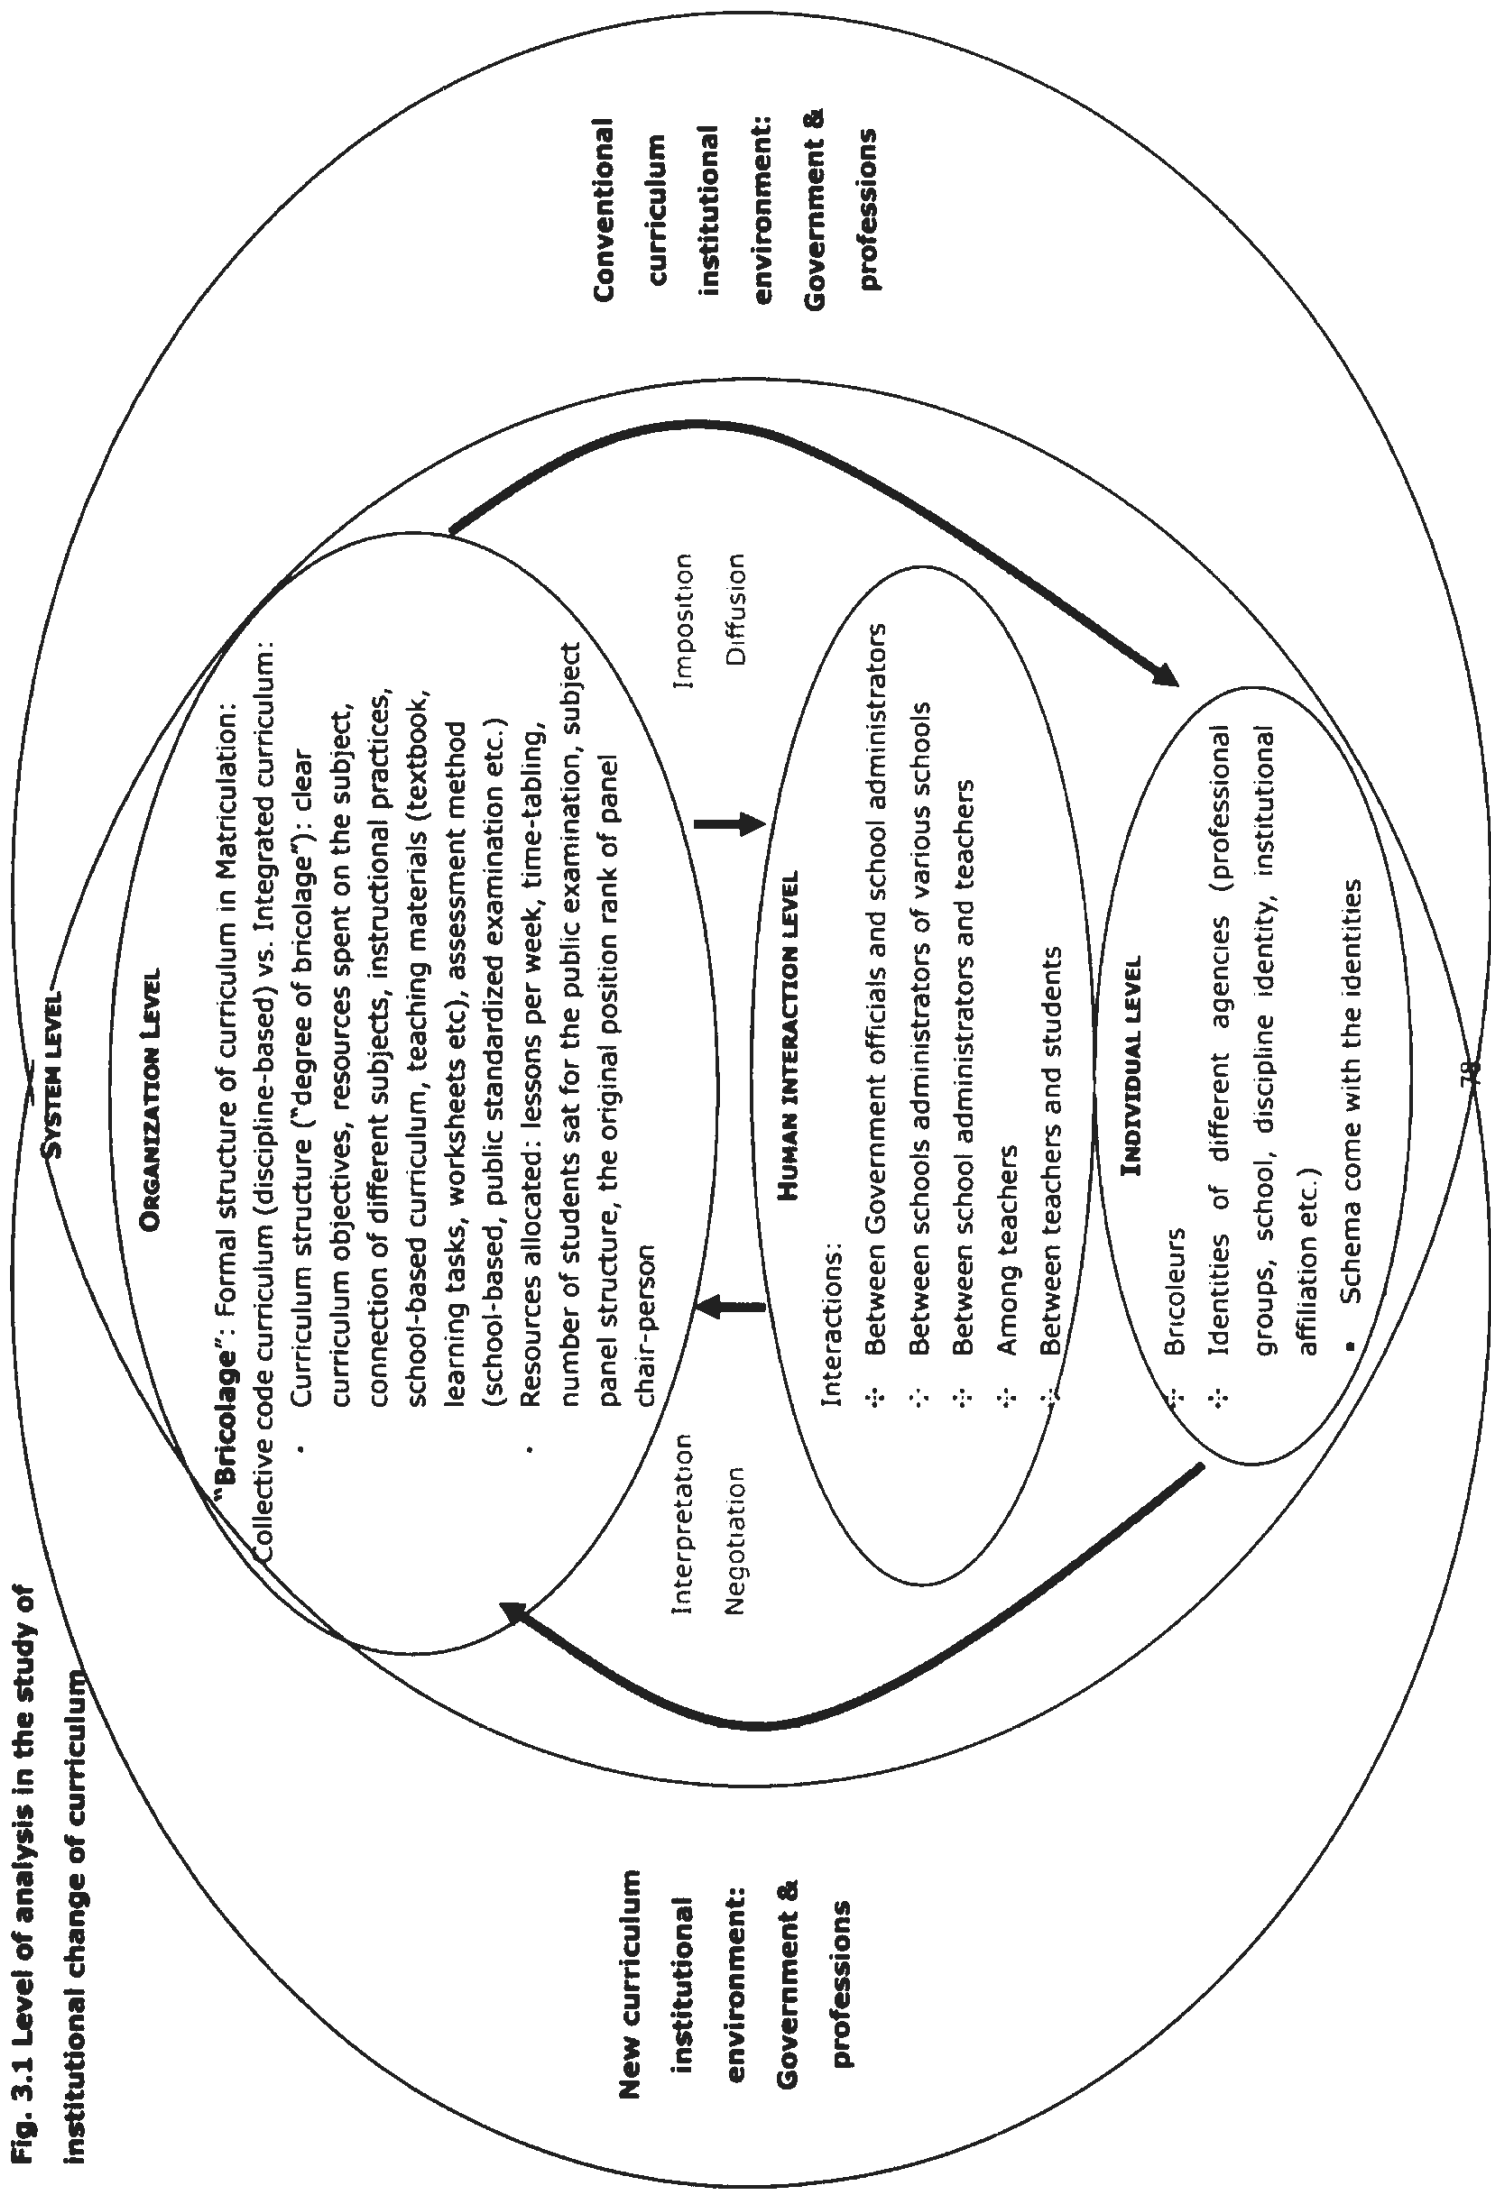 Fig. 3.1 Level of analysis in the study of
institutional change of curriculum
SYSTEM LEVEL
ORGANIZATION LEVEL
"Bricolage": Formal structure of curriculum in Matriculation:
Collective code curriculum (discipline-based) vs. Integrated curriculum:
• Curriculum structure ("degree of bricolage"): clear
curriculum objectives, resources spent on the subject,
connection of different subjects, instructional practices,
school-based curriculum, teaching materials (textbook,
learning tasks, worksheets etc), assessment method
(school-based, public standardized examination etc.)
• Resources allocated: lessons per week, time-tabling,
number of students sat for the public examination, subject
panel structure, the original position rank of panel
chair-person
Interpretation
Negotiation
Imposition
Diffusion
New curriculum
institutional
environment:
Government &
professions
Conventional
curriculum
institutional
environment:
Government &
professions
HUMAN INTERACTION LEVEL
Interactions:
Between Government officials and school administrators
Between schools administrators of various schools
Between school administrators and teachers
Among teachers
Between teachers and students
INDIVIDUAL LEVEL
Bricoleurs
Identities of different agencies (professional
groups, school, discipline identity, institutional
affiliation etc.)
▪ Schema come with the identities
78